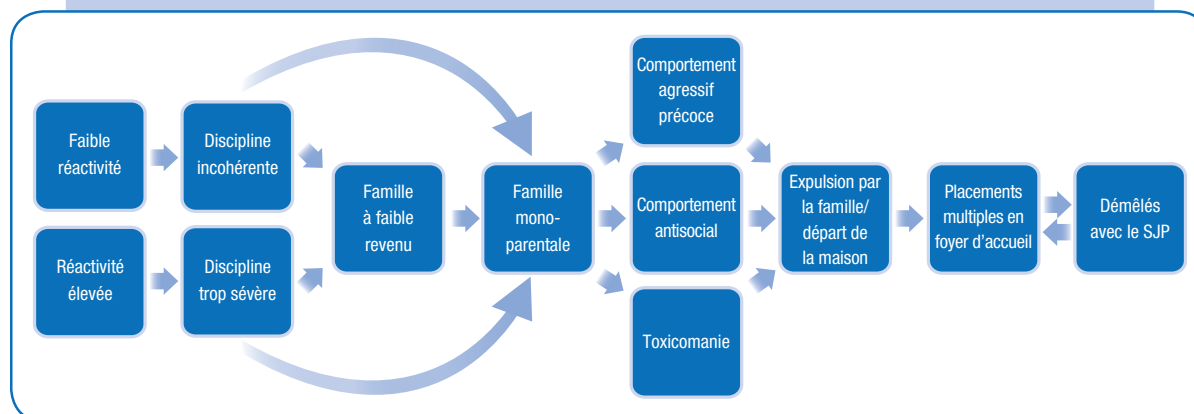 Faible
réactivité
Discipline
incohérente
Réactivité
élevée
Discipline
trop sévère
Famille
à faible
revenu
Famille
mono-
parentale
Comportement
agressif
précoce
Comportement
antisocial
Toxicomanie
Expulsion par
la famille/
départ de
la maison
Placements
multiples en
foyer d’accueil
Démêlés
avec le SJP